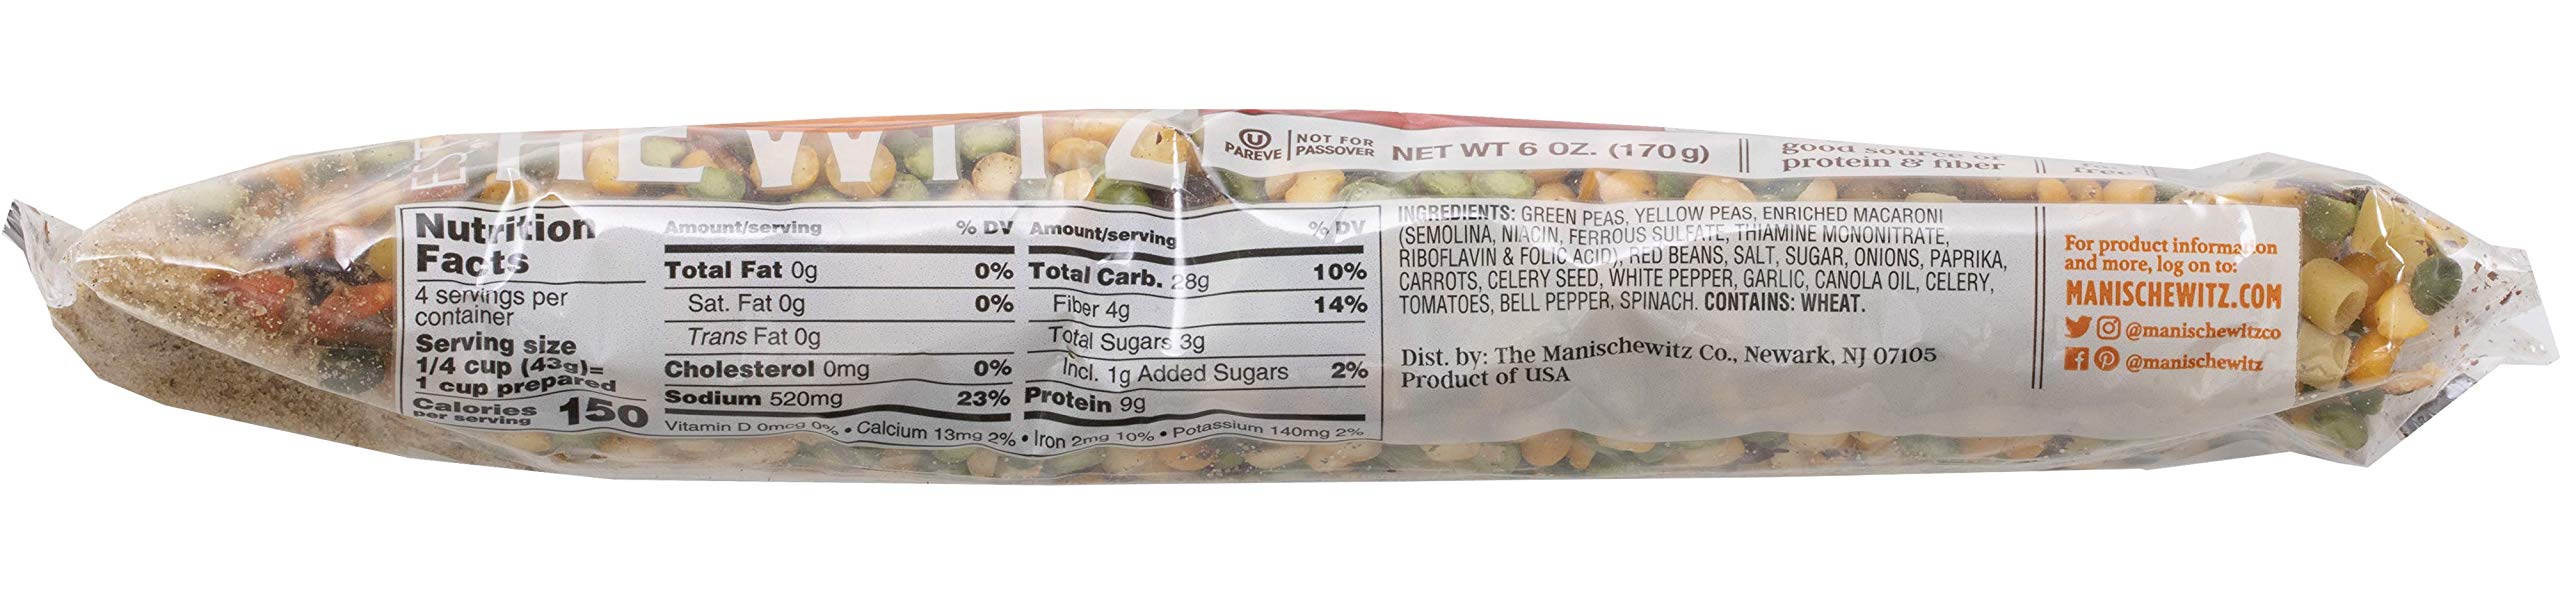 HEWITZ
U
PAREVE
NOT FOR
PASSOVER
NET WT 6 OZ. (170g)
good source of
protein & fiber
free
Nutrition
Facts
4 servings per
container
Serving size
1/4 cup (43g)=
1 cup prepared
Calories
per serving
150
Amount/serving % DV
Total Fat 0g 0%
Sat. Fat 0g 0%
Trans Fat 0g
Cholesterol 0mg 0%
Sodium 520mg 23%
Amount/serving % DV
Total Carb. 28g 10%
Fiber 4g 14%
Total Sugars 3g
Incl. 1g Added Sugars 2%
Protein 9g
Vitamin D 0mcg 0% • Calcium 13mg 2% • Iron 2mg 10% • Potassium 140mg 2%
INGREDIENTS: GREEN PEAS, YELLOW PEAS, ENRICHED MACARONI
(SEMOLINA, NIACIN, FERROUS SULFATE, THIAMINE MONONITRATE,
RIBOFLAVIN & FOLIC ACID), RED BEANS, SALT, SUGAR, ONIONS, PAPRIKA,
CARROTS, CELERY SEED, WHITE PEPPER, GARLIC, CANOLA OIL, CELERY,
TOMATOES, BELL PEPPER, SPINACH. CONTAINS: WHEAT.
Dist. by: The Manischewitz Co., Newark, NJ 07105
Product of USA
For product information
and more, log on to:
MANISCHEWITZ.COM
@manischewitzco
@manischewitz